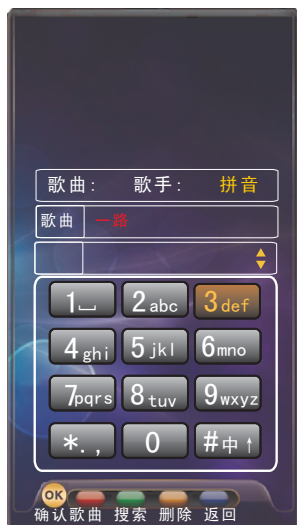 歌曲: 歌手: 拼音
歌曲 一路
1⎵ 2abc 3def
4ghi 5jkl 6mno
7pqrs 8tuv 9wxyz
*., 0 #中↑
OK
确认歌曲 搜索 删除 返回